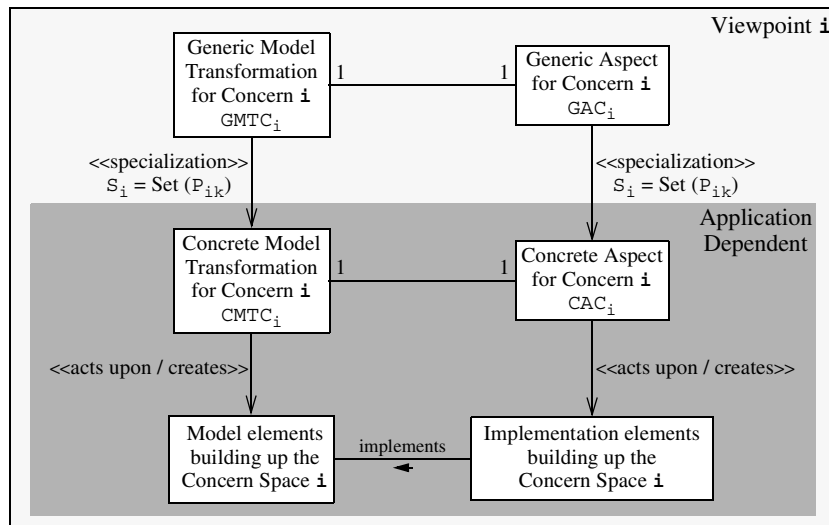 Viewpoint i
Generic Model
Transformation
for Concern i
GMTCi
1
1
Generic Aspect
for Concern i
GACi
<<specialization>>
Si = Set (Pik)
<<specialization>>
Si = Set (Pik)
Application
Dependent
Concrete Model
Transformation
for Concern i
CMTCi
1
1
Concrete Aspect
for Concern i
CACi
<<acts upon / creates>>
<<acts upon / creates>>
Model elements
building up the
Concern Space i
implements
Implementation elements
building up the
Concern Space i